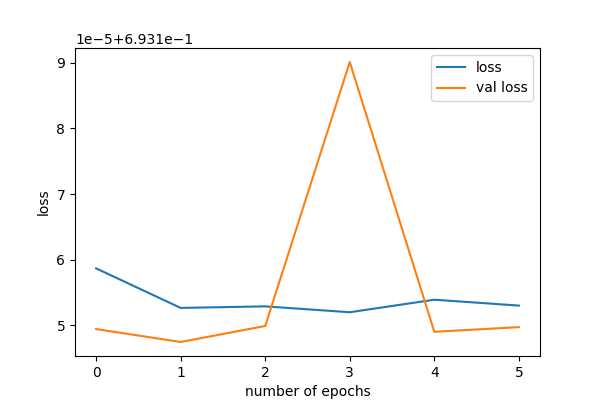 1e−5+6.931e−1
9
8
7
6
5
loss
loss
val loss
0 1 2 3 4 5
number of epochs